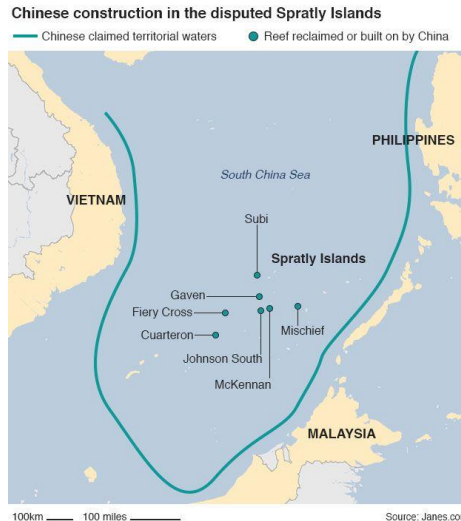 Chinese construction in the disputed Spratly Islands
Chinese claimed territorial waters
Reef reclaimed or built on by China
PHILIPPINES
South China Sea
VIETNAM
Subi
Spratly Islands
Gaven
Fiery Cross
Mischief
Cuarteron
Johnson South
McKennan
MALAYSIA
100km 100 miles
Source: Janes.co